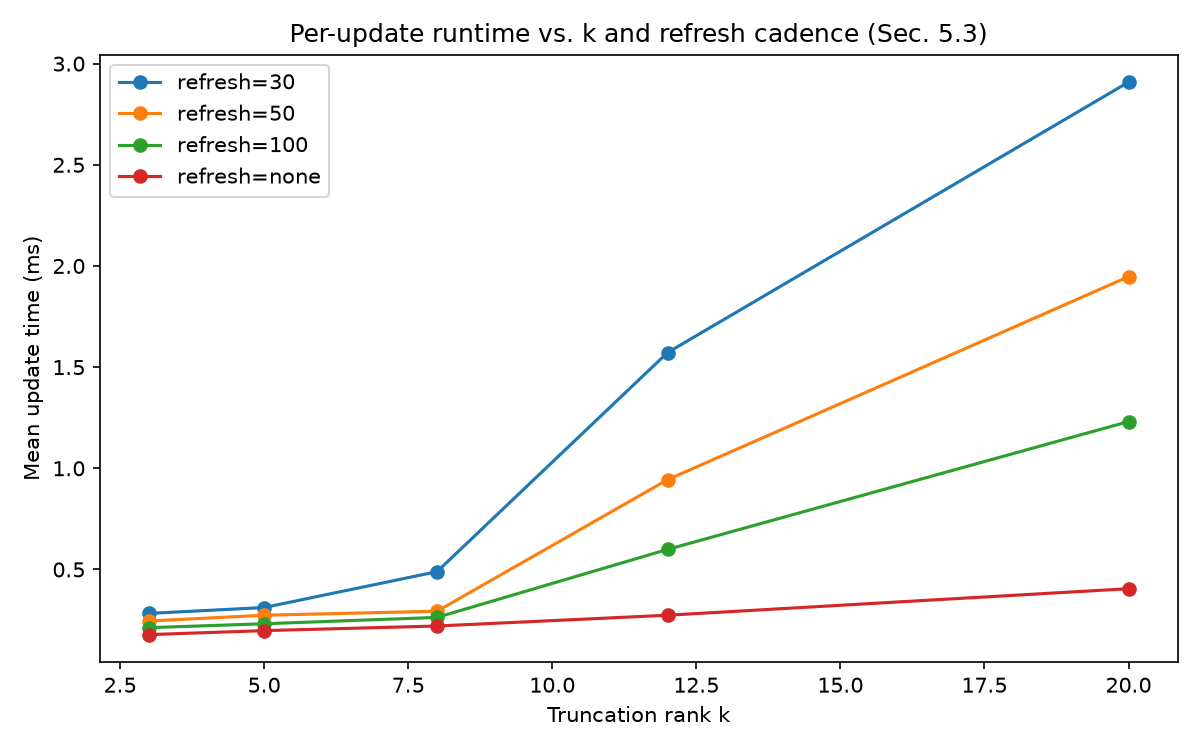 Per-update runtime vs. k and refresh cadence (Sec. 5.3)
refresh=30
refresh=50
refresh=100
refresh=none
Mean update time (ms)
3.0
2.5
2.0
1.5
1.0
0.5
2.5 5.0 7.5 10.0 12.5 15.0 17.5 20.0
Truncation rank k